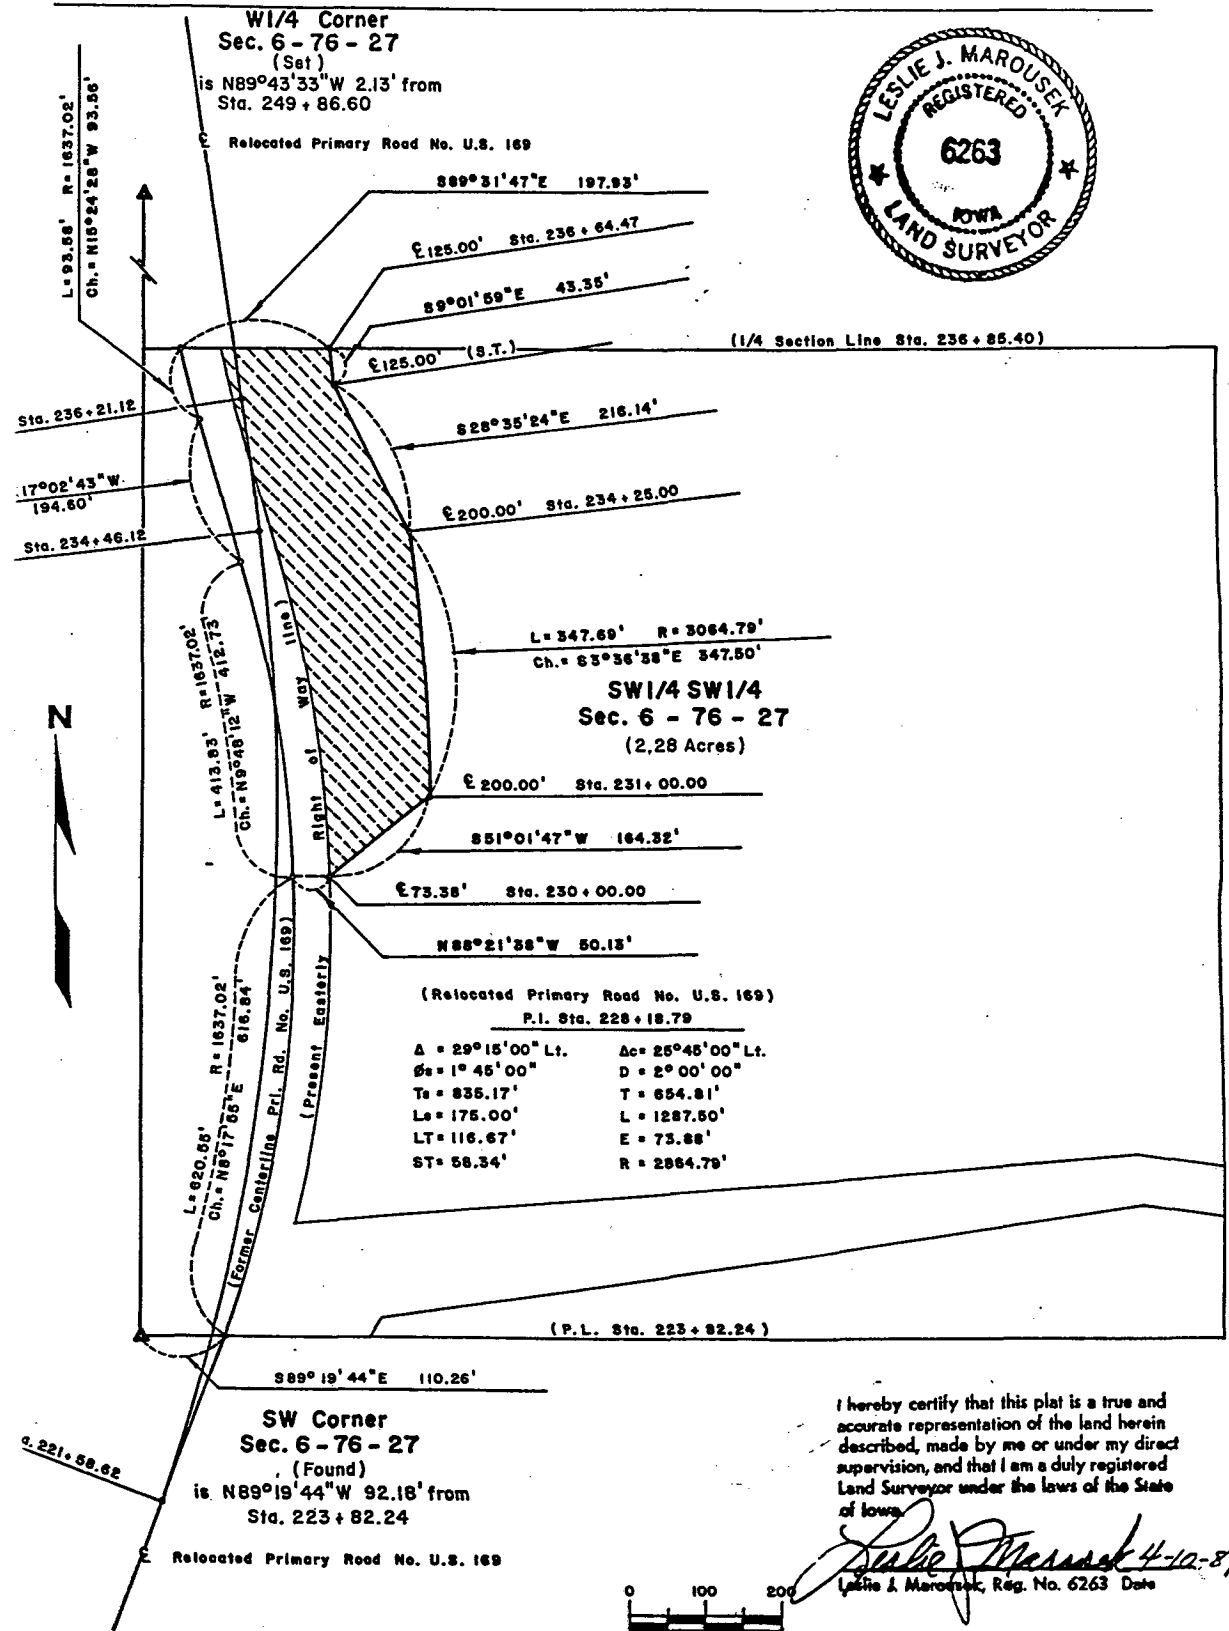 W1/4 Corner
Sec. 6 - 76 - 27
(Set)
is N89°43'33"W 2.13' from
Sta. 249 + 86.60
℄ Relocated Primary Road No. U.S. 169
LESLIE J. MAROUSEK
REGISTERED
6263
IOWA
LAND SURVEYOR
L= 93.58' R= 1637.02'
Ch.= N15°24'28"W 93.56'
S89°31'47"E 197.93'
℄ 125.00' Sta. 236 + 64.47
S9°01'59"E 43.35'
℄ 125.00' (S.T.)
(1/4 Section Line Sta. 236 + 85.40)
Sta. 236+21.12
S28°35'24"E 216.14'
17°02'43"W
194.60'
℄ 200.00' Sta. 234 + 25.00
Sta. 234+46.12
L= 347.69' R= 3064.79'
Ch.= S3°36'38"E 347.50'
SW1/4 SW1/4
Sec. 6 - 76 - 27
(2.28 Acres)
L= 413.83' R=1637.02'
Ch.= N9°48'12"W 412.73'
N
℄ 200.00' Sta. 231+ 00.00
S51°01'47"W 164.32'
℄ 73.38' Sta. 230 + 00.00
N88°21'38"W 50.13'
(Present Easterly Right of Way line)
(Former Centerline Pri. Rd. No. U.S. 169)
L= 620.55' R= 1637.02'
Ch.= N8°17'55"E 616.84'
(Relocated Primary Road No. U.S. 169)
P.I. Sta. 228+18.79
Δ = 29°15'00" Lt. Δc= 25°45'00" Lt.
Øs= 1° 45'00" D = 2° 00' 00"
Ts= 835.17' T = 654.81'
Ls= 175.00' L = 1287.50'
LT= 116.67' E = 73.88'
ST= 58.34' R = 2864.79'
(P.L. Sta. 223+82.24)
S89° 19' 44"E 110.26'
SW Corner
Sec. 6 - 76 - 27
(Found)
is N89°19'44"W 92.18' from
Sta. 223 + 82.24
a. 221+58.62
℄ Relocated Primary Road No. U.S. 169
I hereby certify that this plat is a true and
accurate representation of the land herein
described, made by me or under my direct
supervision, and that I am a duly registered
Land Surveyor under the laws of the State
of Iowa.
Leslie J. Marousek 4-10-8
Leslie J. Marousek, Reg. No. 6263 Date
0 100 200